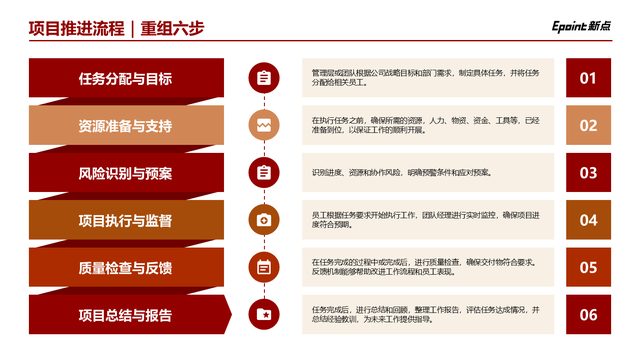 项目推进流程｜重组六步
Epoint新点
任务分配与目标
管理层或团队根据公司战略目标和部门需求，制定具体任务，并将任务
分配给相关员工。
01
资源准备与支持
在执行任务之前，确保所需的资源，人力、物资、资金、工具等，已经
准备到位，以保证工作的顺利开展。
02
风险识别与预案
识别进度、资源和协作风险，明确预警条件和应对预案。
03
项目执行与监督
员工根据任务要求开始执行工作，团队经理进行实时监控，确保项目进
度符合预期。
04
质量检查与反馈
在任务完成的过程中或完成后，进行质量检查，确保交付物符合要求。
反馈机制能够帮助改进工作流程和员工表现。
05
项目总结与报告
任务完成后，进行总结和回顾，整理工作报告，评估任务达成情况，并
总结经验教训，为未来工作提供指导。
06